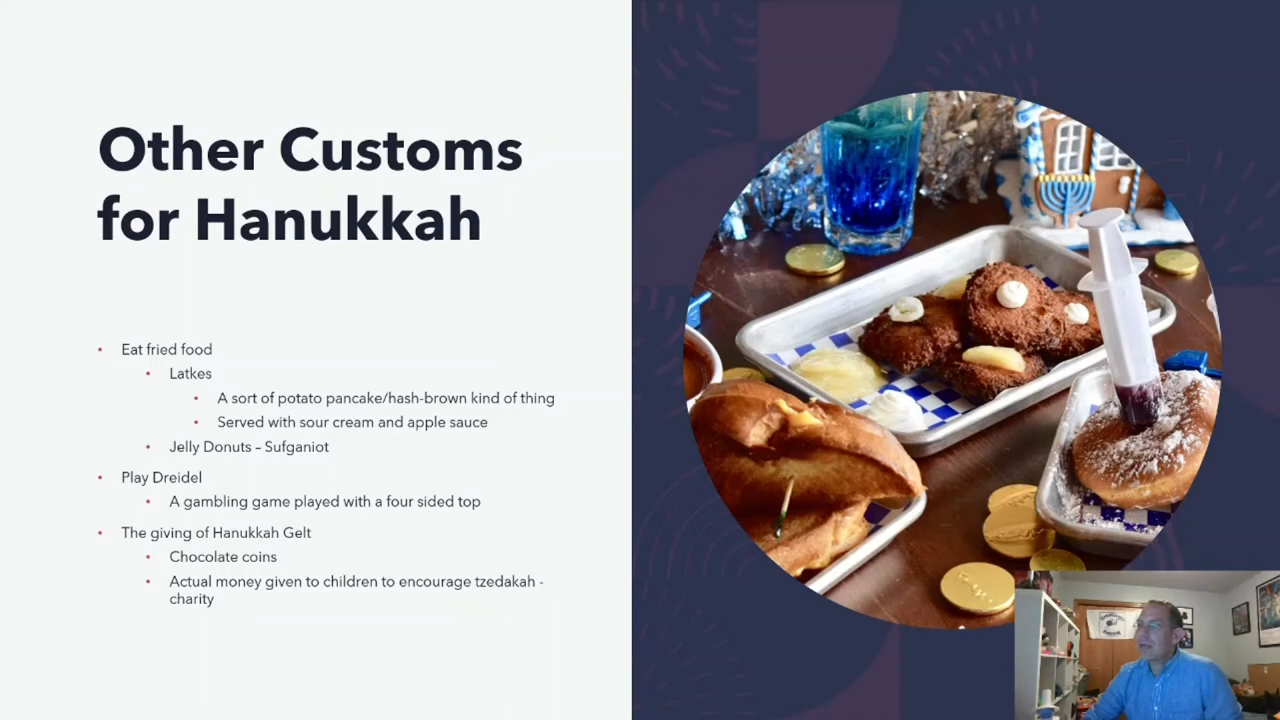 Other Customs
for Hanukkah
• Eat fried food
• Latkes
• A sort of potato pancake/hash-brown kind of thing
• Served with sour cream and apple sauce
• Jelly Donuts – Sufganiot
• Play Dreidel
• A gambling game played with a four sided top
• The giving of Hanukkah Gelt
• Chocolate coins
• Actual money given to children to encourage tzedakah -
charity